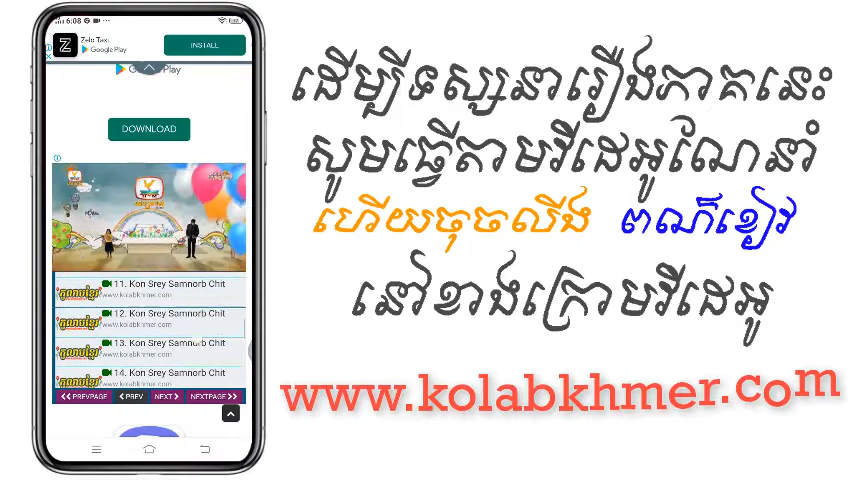 6:08
Zelo Taxi
Google Play
INSTALL
Google Play
DOWNLOAD
11. Kon Srey Samnorb Chit
www.kolabkhmer.com
12. Kon Srey Samnorb Chit
www.kolabkhmer.com
13. Kon Srey Samnorb Chit
www.kolabkhmer.com
14. Kon Srey Samnorb Chit
www.kolabkhmer.com
PREVPAGE PREV NEXT NEXTPAGE
ដើម្បីទស្សនារឿងភាគនេះ
សូមធ្វើតាមវីដេអូណែនាំ
ហើយចុចលីង ពណ៌ខៀវ
នៅខាងក្រោមវីដេអូ
www.kolabkhmer.com